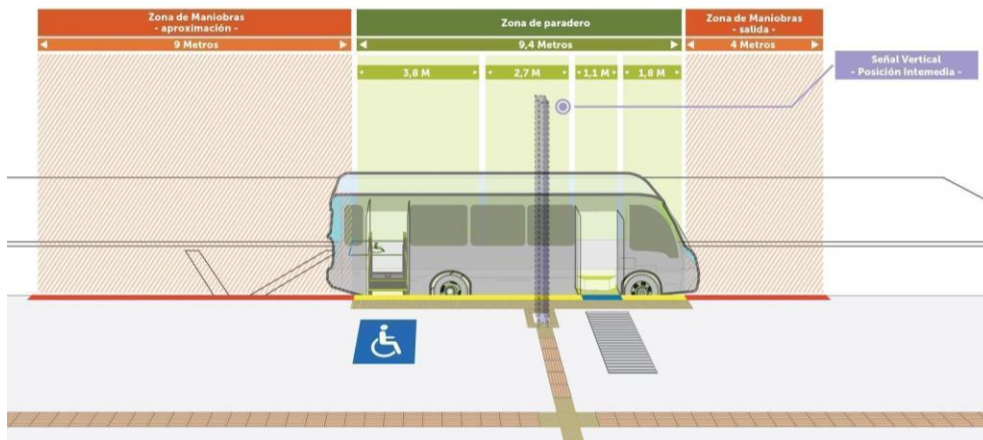 Zona de Maniobras
- aproximación -
9 Metros
Zona de paradero
9,4 Metros
Zona de Maniobras
- salida -
4 Metros
3,8 M
2,7 M
1,1 M
1,8 M
Señal Vertical
- Posición Intemedia -